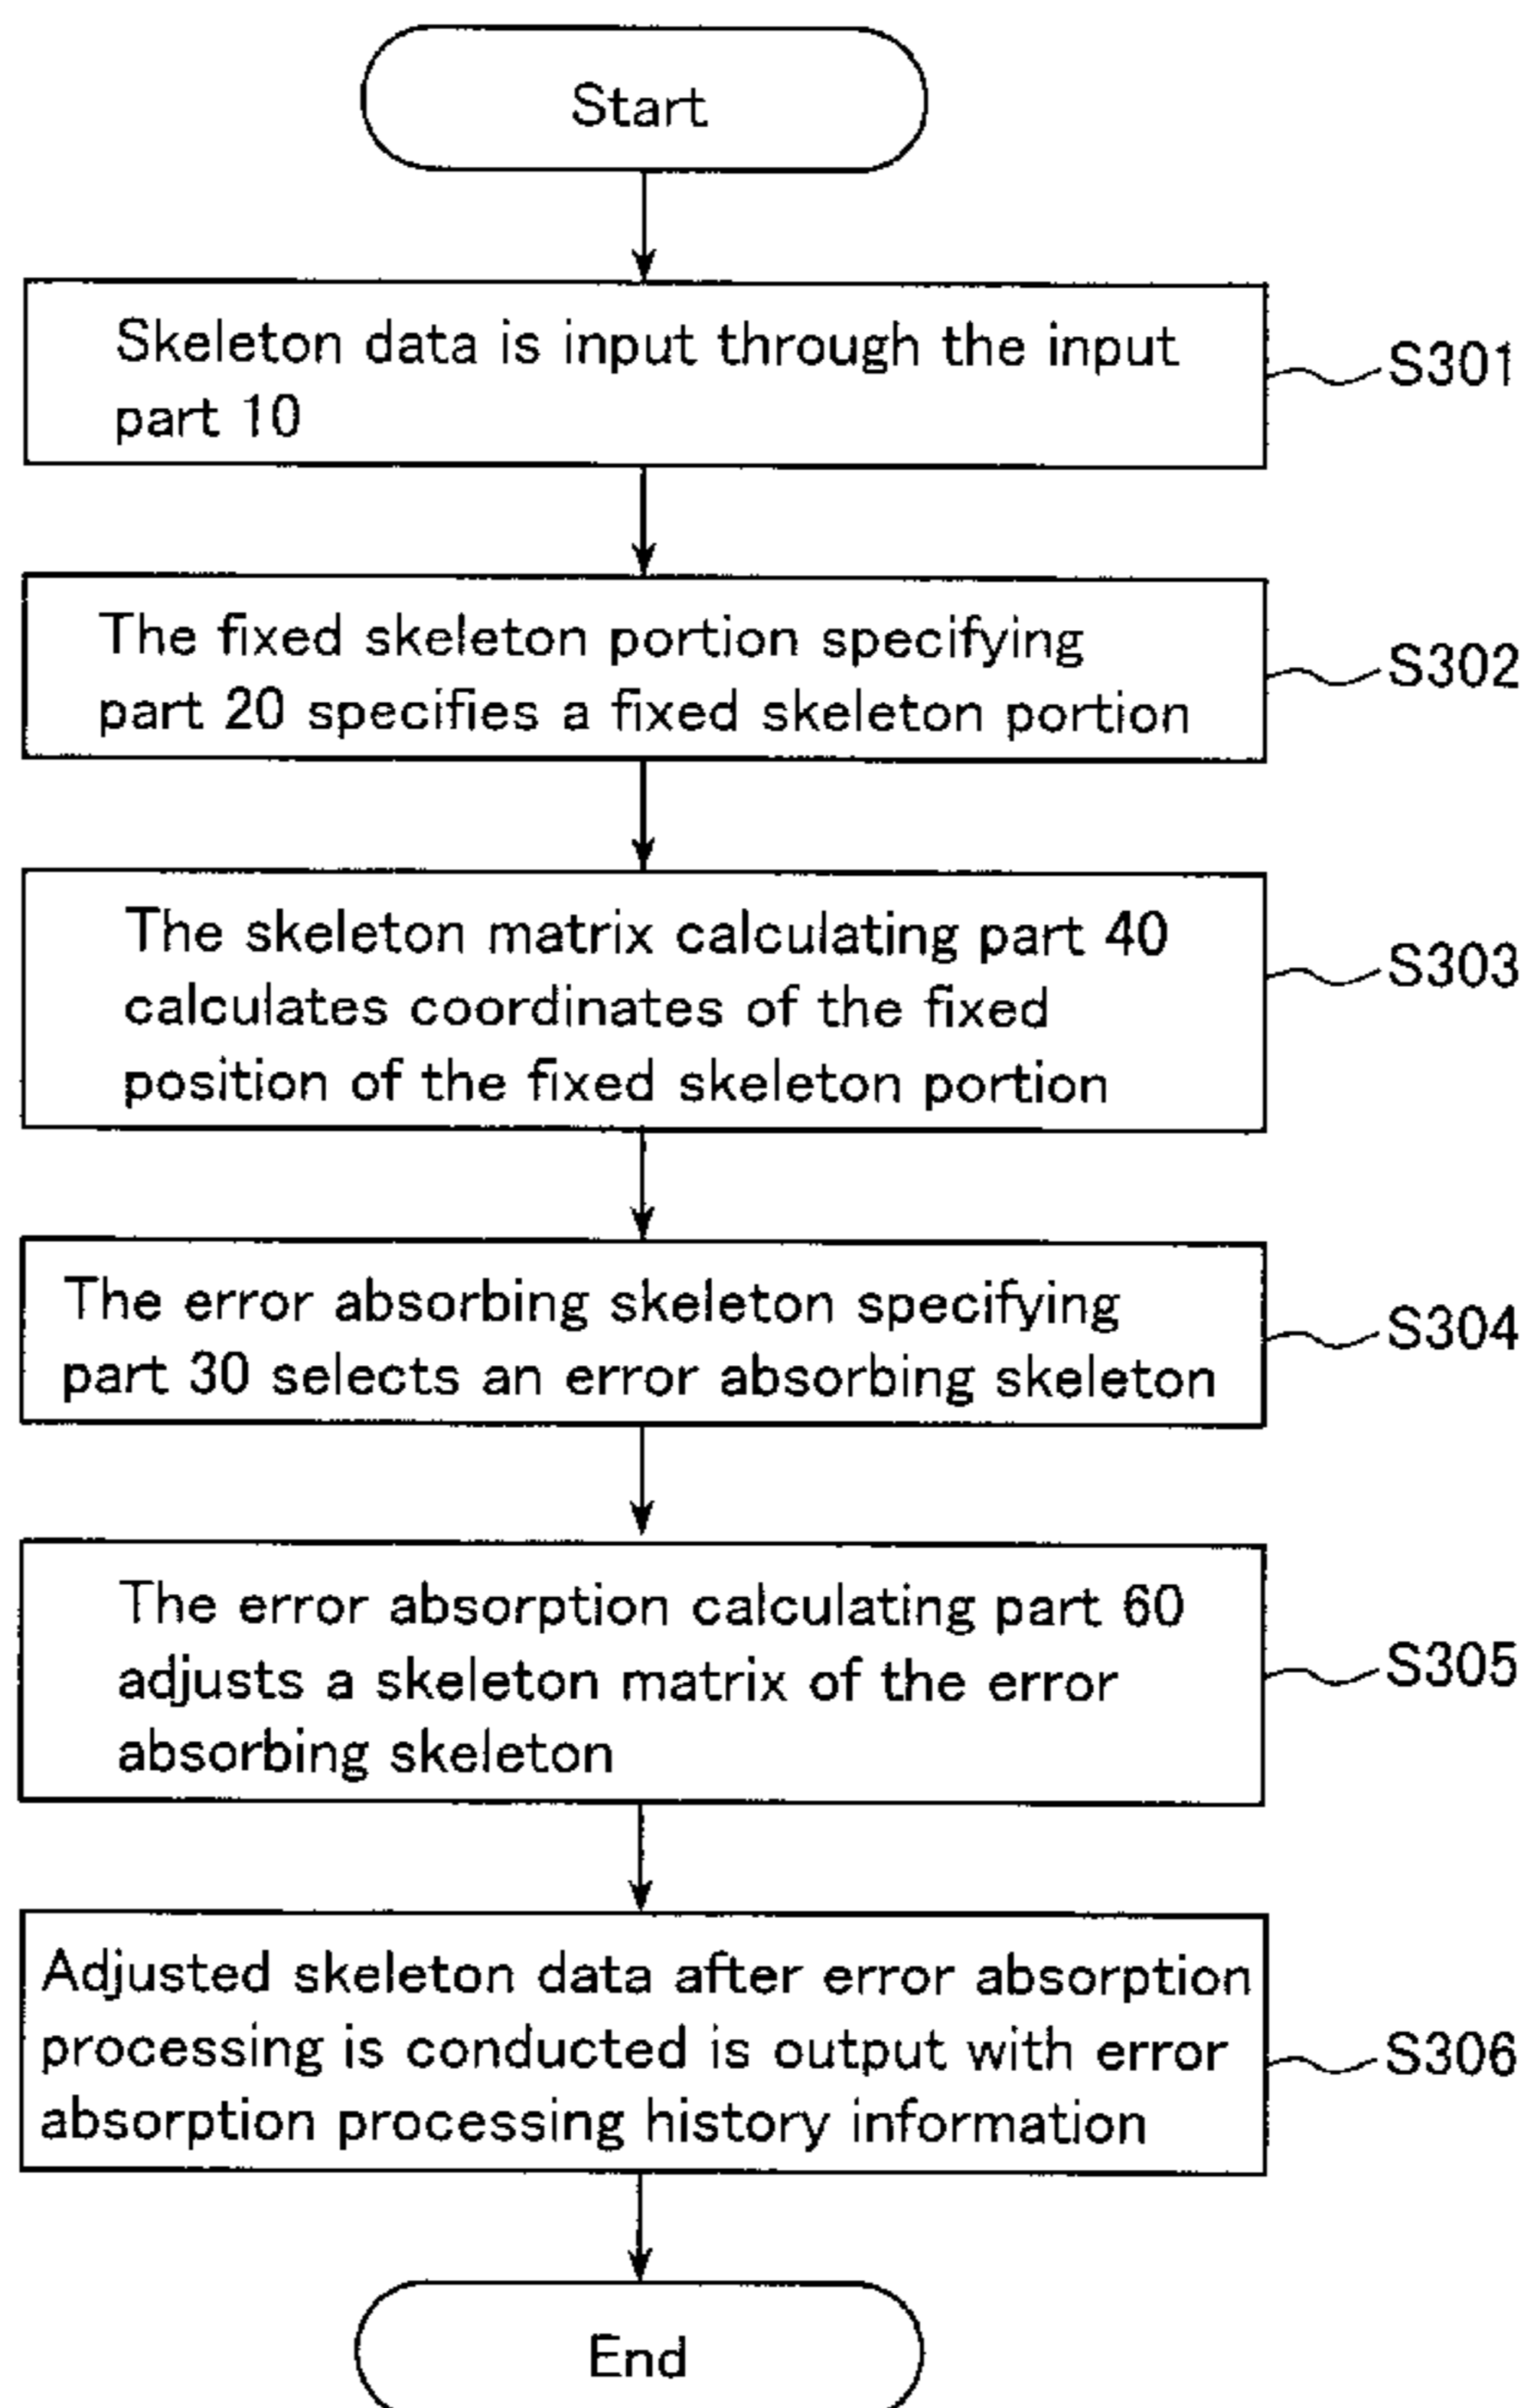 Start
Skeleton data is input through the input
part 10
S301
The fixed skeleton portion specifying
part 20 specifies a fixed skeleton portion
S302
The skeleton matrix calculating part 40
calculates coordinates of the fixed
position of the fixed skeleton portion
S303
The error absorbing skeleton specifying
part 30 selects an error absorbing skeleton
S304
The error absorption calculating part 60
adjusts a skeleton matrix of the error
absorbing skeleton
S305
Adjusted skeleton data after error absorption
processing is conducted is output with error
absorption processing history information
S306
End